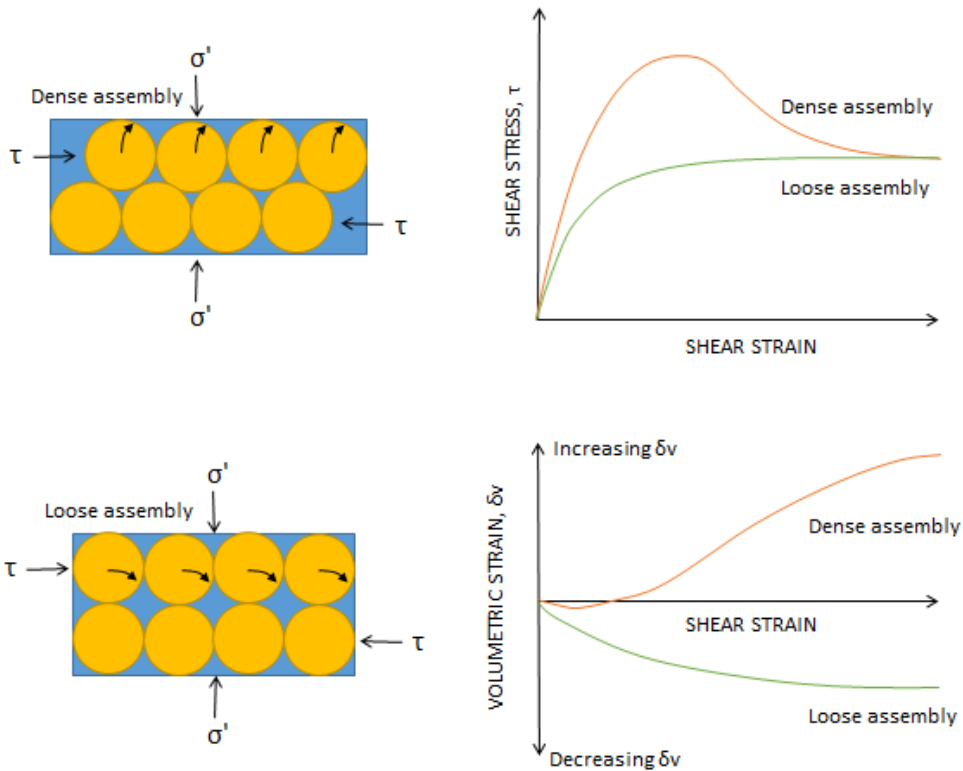 σ'
Dense assembly
τ
τ
σ'
SHEAR STRESS, τ
Dense assembly
Loose assembly
SHEAR STRAIN
σ'
Loose assembly
τ
τ
σ'
VOLUMETRIC STRAIN, δv
Increasing δv
Dense assembly
SHEAR STRAIN
Loose assembly
Decreasing δv